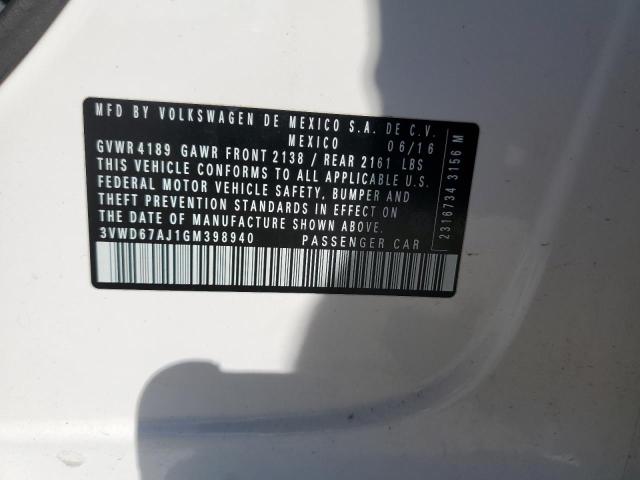 MFD BY VOLKSWAGEN DE MEXICO S.A. DE C.V.
MEXICO 06/16
GVWR 4189 GAWR FRONT 2138 / REAR 2161 LBS
THIS VEHICLE CONFORMS TO ALL APPLICABLE U.S.
FEDERAL MOTOR VEHICLE SAFETY, BUMPER AND
THEFT PREVENTION STANDARDS IN EFFECT ON
THE DATE OF MANUFACTURE SHOWN ABOVE.
3VWD67AJ1GM398940 PASSENGER CAR
2316734 3156 M